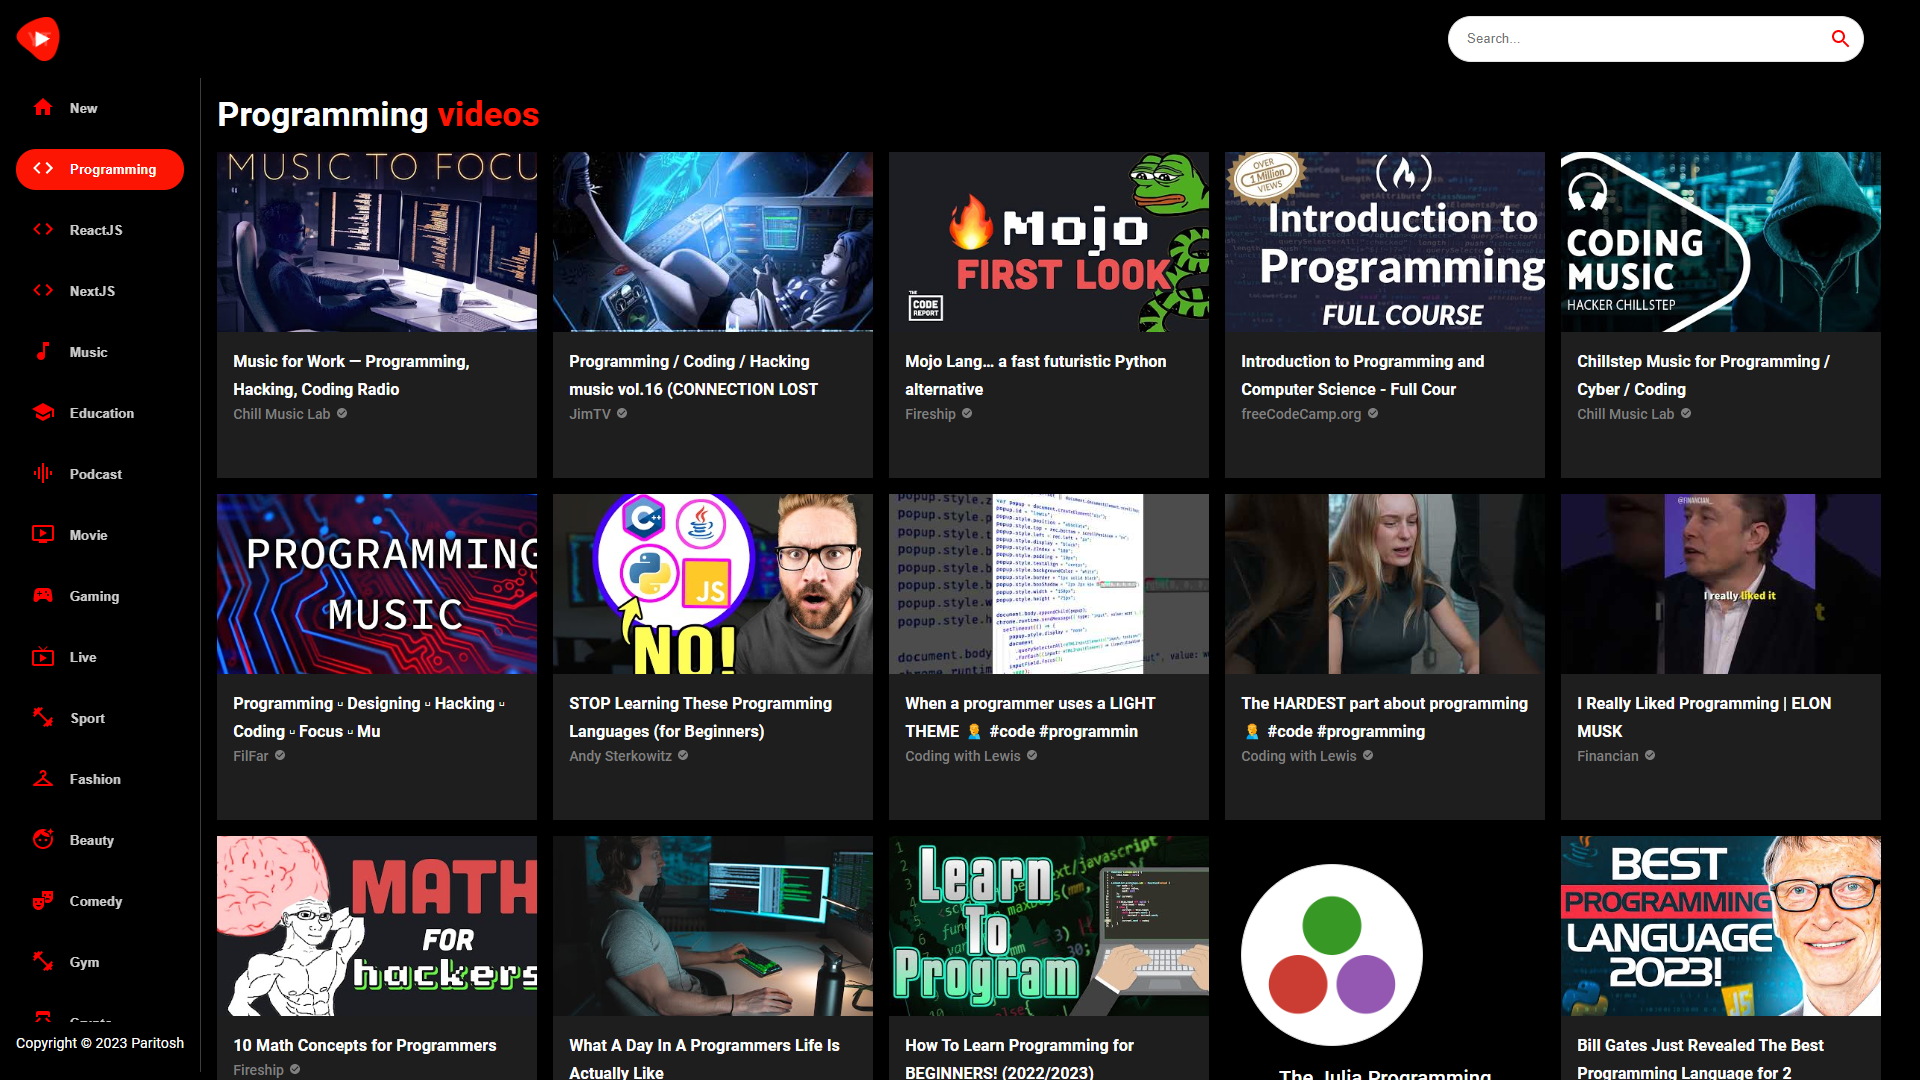 Search...
New
Programming
ReactJS
NextJS
Music
Education
Podcast
Movie
Gaming
Live
Sport
Fashion
Beauty
Comedy
Gym
Copyright © 2023 Paritosh
Programming videos
MUSIC TO FOCU
Music for Work — Programming,
Hacking, Coding Radio
Chill Music Lab
Programming / Coding / Hacking
music vol.16 (CONNECTION LOST
JimTV
Mojo
FIRST LOOK
THE
CODE
REPORT
Mojo Lang... a fast futuristic Python
alternative
Fireship
OVER
1 Million
VIEWS
Introduction to
Programming
FULL COURSE
Introduction to Programming and
Computer Science - Full Cour
freeCodeCamp.org
CODING
MUSIC
HACKER CHILLSTEP
Chillstep Music for Programming /
Cyber / Coding
Chill Music Lab
PROGRAMMING
MUSIC
Programming ▫ Designing ▫ Hacking ▫
Coding ▫ Focus ▫ Mu
FilFar
C++
JS
NO!
STOP Learning These Programming
Languages (for Beginners)
Andy Sterkowitz
When a programmer uses a LIGHT
THEME 🤦‍♂️ #code #programmin
Coding with Lewis
The HARDEST part about programming
🤦‍♂️ #code #programming
Coding with Lewis
@FINANCIAN_
I really liked it
I Really Liked Programming | ELON
MUSK
Financian
MATH
FOR
hackers
10 Math Concepts for Programmers
Fireship
What A Day In A Programmers Life Is
Actually Like
Learn
To
Program
How To Learn Programming for
BEGINNERS! (2022/2023)
The Julia Programming
BEST
PROGRAMMING
LANGUAGE
2023!
JS
Bill Gates Just Revealed The Best
Programming Language for 2